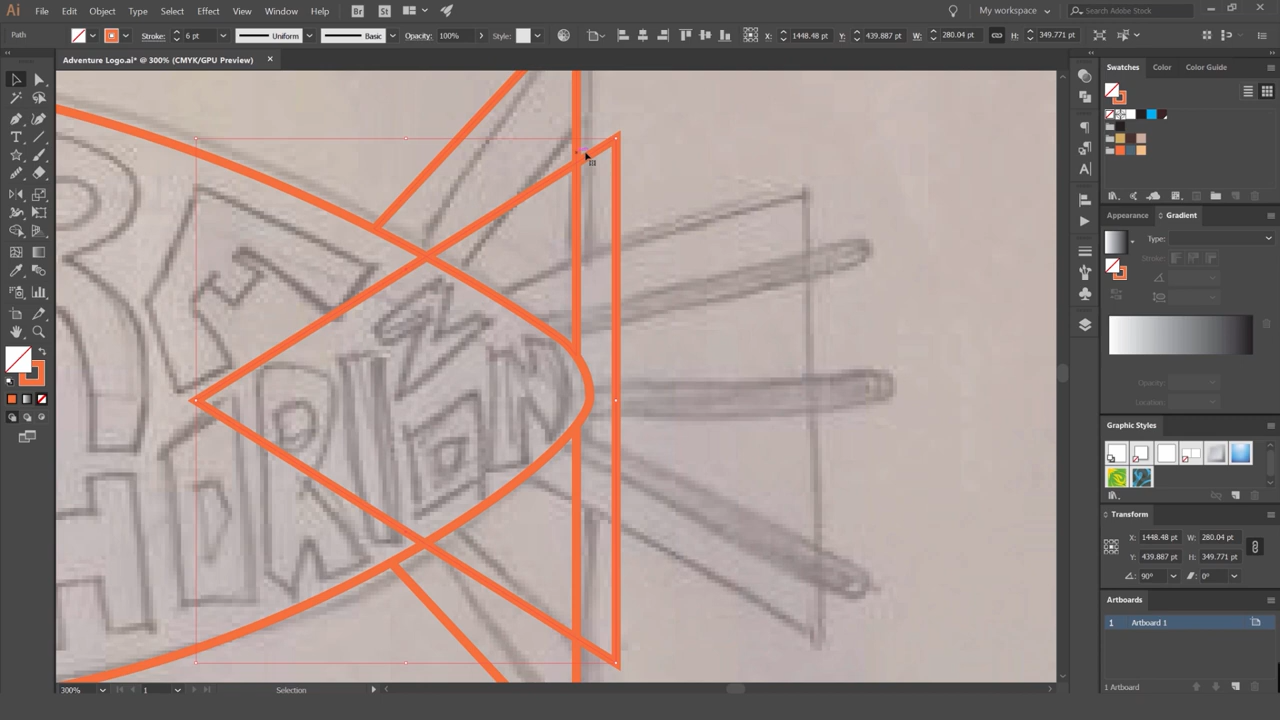 Ai File Edit Object Type Select Effect View Window Help Br St My workspace Search Adobe Stock
Path Stroke: 6 pt Uniform Basic Opacity: 100% Style: X: 1448.48 pt Y: 439.887 pt W: 280.04 pt H: 349.771 pt
Adventure Logo.ai* @ 300% (CMYK/GPU Preview)
Swatches Color Color Guide
Appearance Gradient
Type:
Stroke:
Opacity:
Location:
Graphic Styles
Transform
X: 1448.48 pt W: 280.04 pt
Y: 439.887 pt H: 349.771 pt
90° 0°
Artboards
1 Artboard 1
1 Artboard
300% 1 Selection